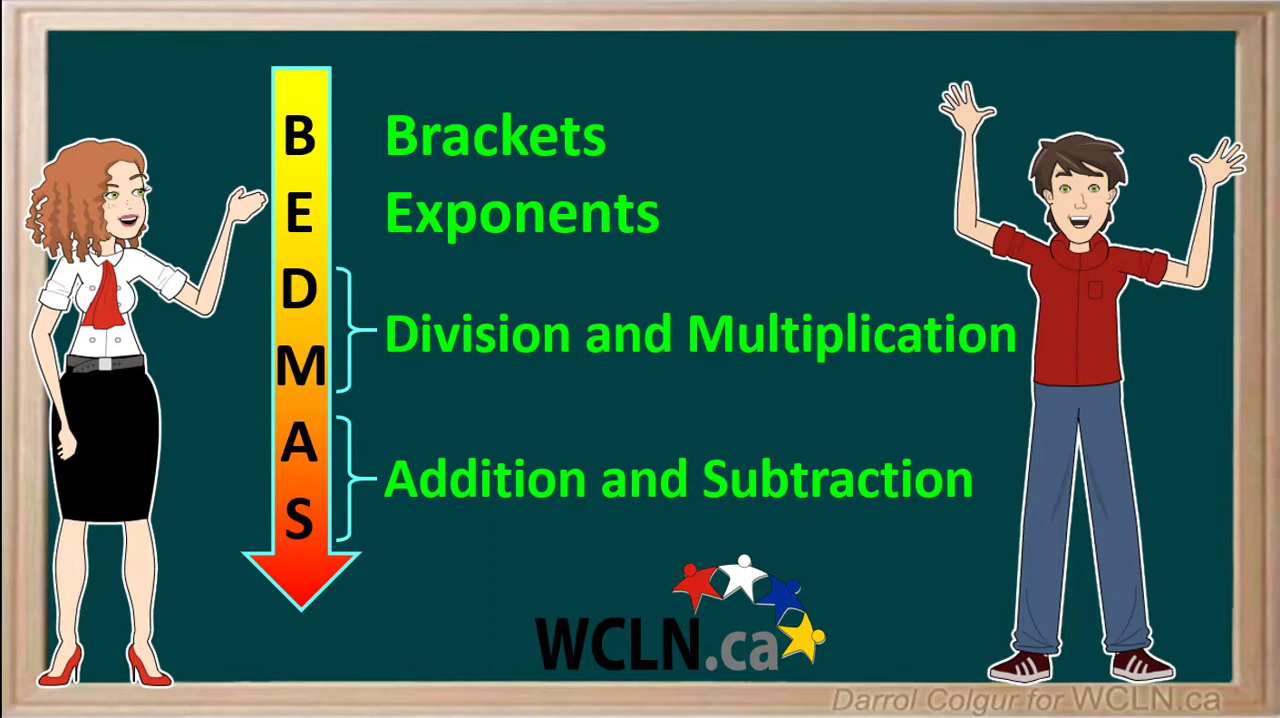 B Brackets
E Exponents
D
Division and Multiplication
M
A
Addition and Subtraction
S
WCLN.ca
Darrol Colgur for WCLN.ca